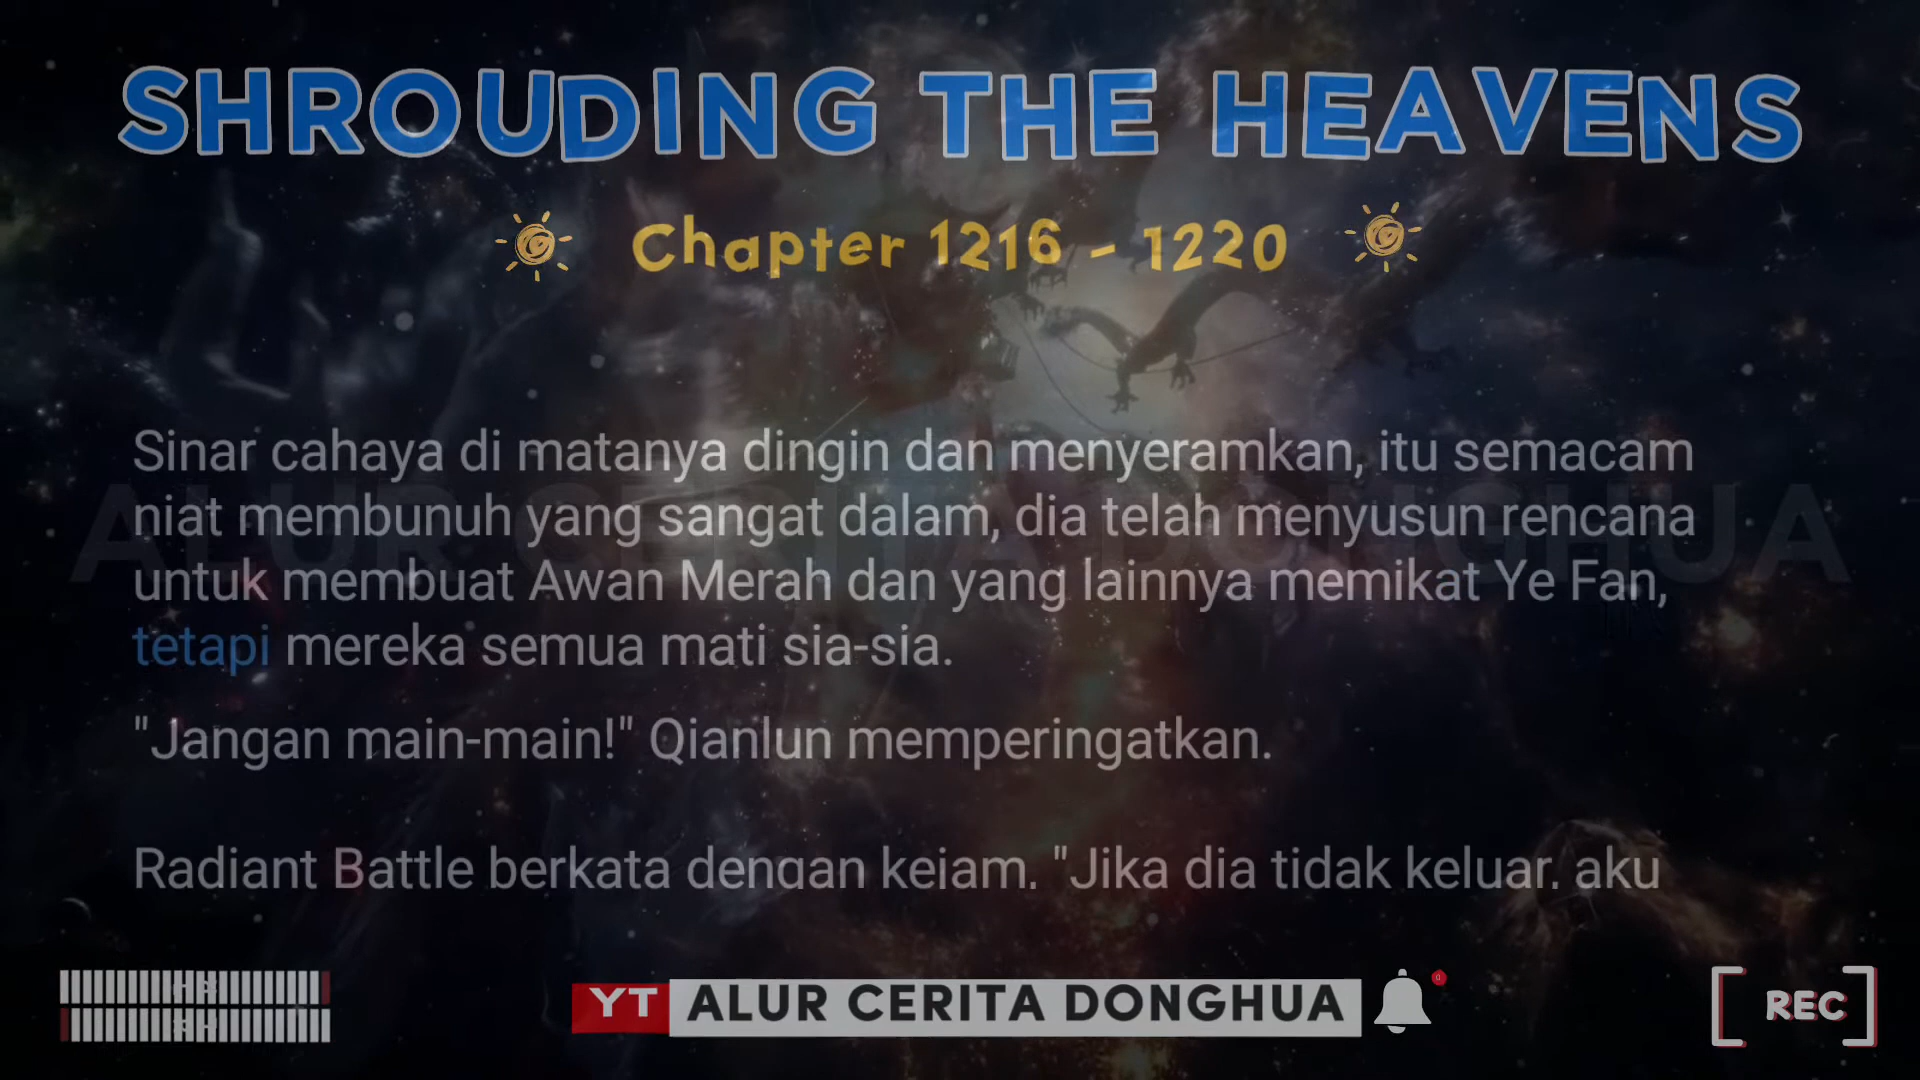 SHROUDING THE HEAVENS
Chapter 1216 - 1220
ALUR CERITA DONGHUA
Sinar cahaya di matanya dingin dan menyeramkan, itu semacam
niat membunuh yang sangat dalam, dia telah menyusun rencana
untuk membuat Awan Merah dan yang lainnya memikat Ye Fan,
tetapi mereka semua mati sia-sia.
"Jangan main-main!" Qianlun memperingatkan.
Radiant Battle berkata dengan kejam, "Jika dia tidak keluar, aku
YT ALUR CERITA DONGHUA
REC